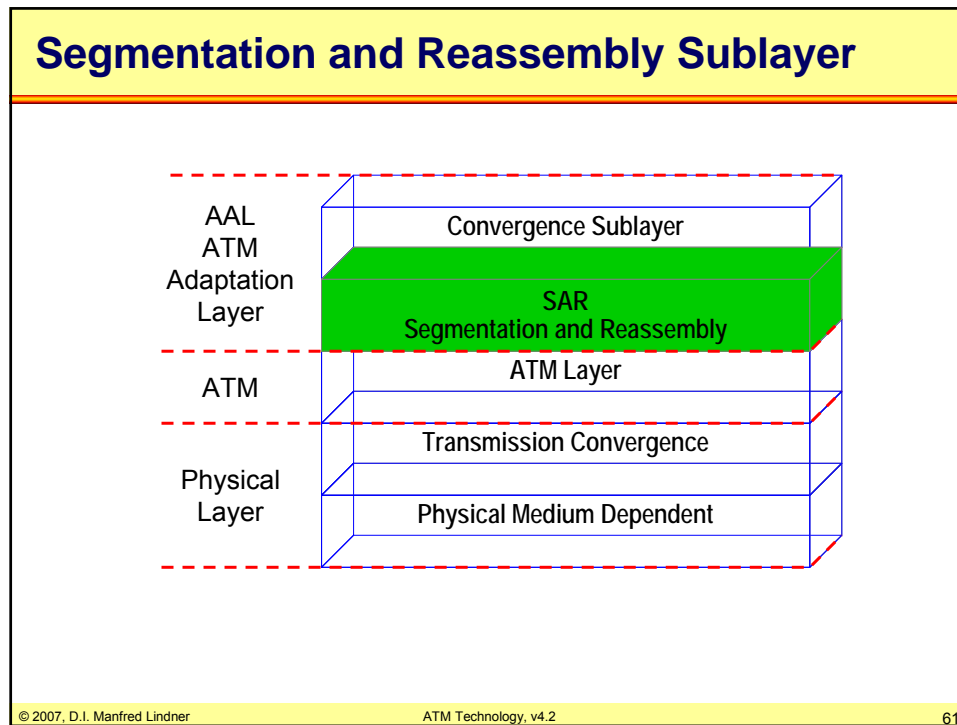 Segmentation and Reassembly Sublayer
AAL
ATM
Adaptation
Layer
Convergence Sublayer
SAR
Segmentation and Reassembly
ATM
ATM Layer
Physical
Layer
Transmission Convergence
Physical Medium Dependent
© 2007, D.I. Manfred Lindner
ATM Technology, v4.2
61